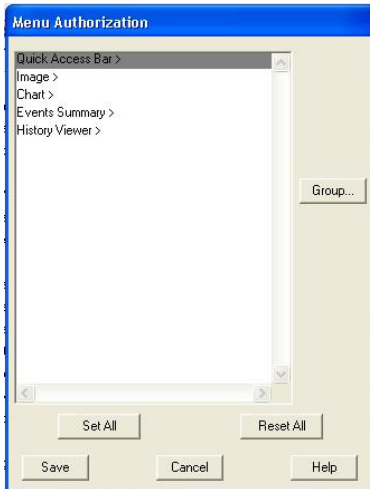 Menu Authorization
Quick Access Bar >
Image >
Chart >
Events Summary >
History Viewer >
Group...
Set All
Reset All
Save
Cancel
Help